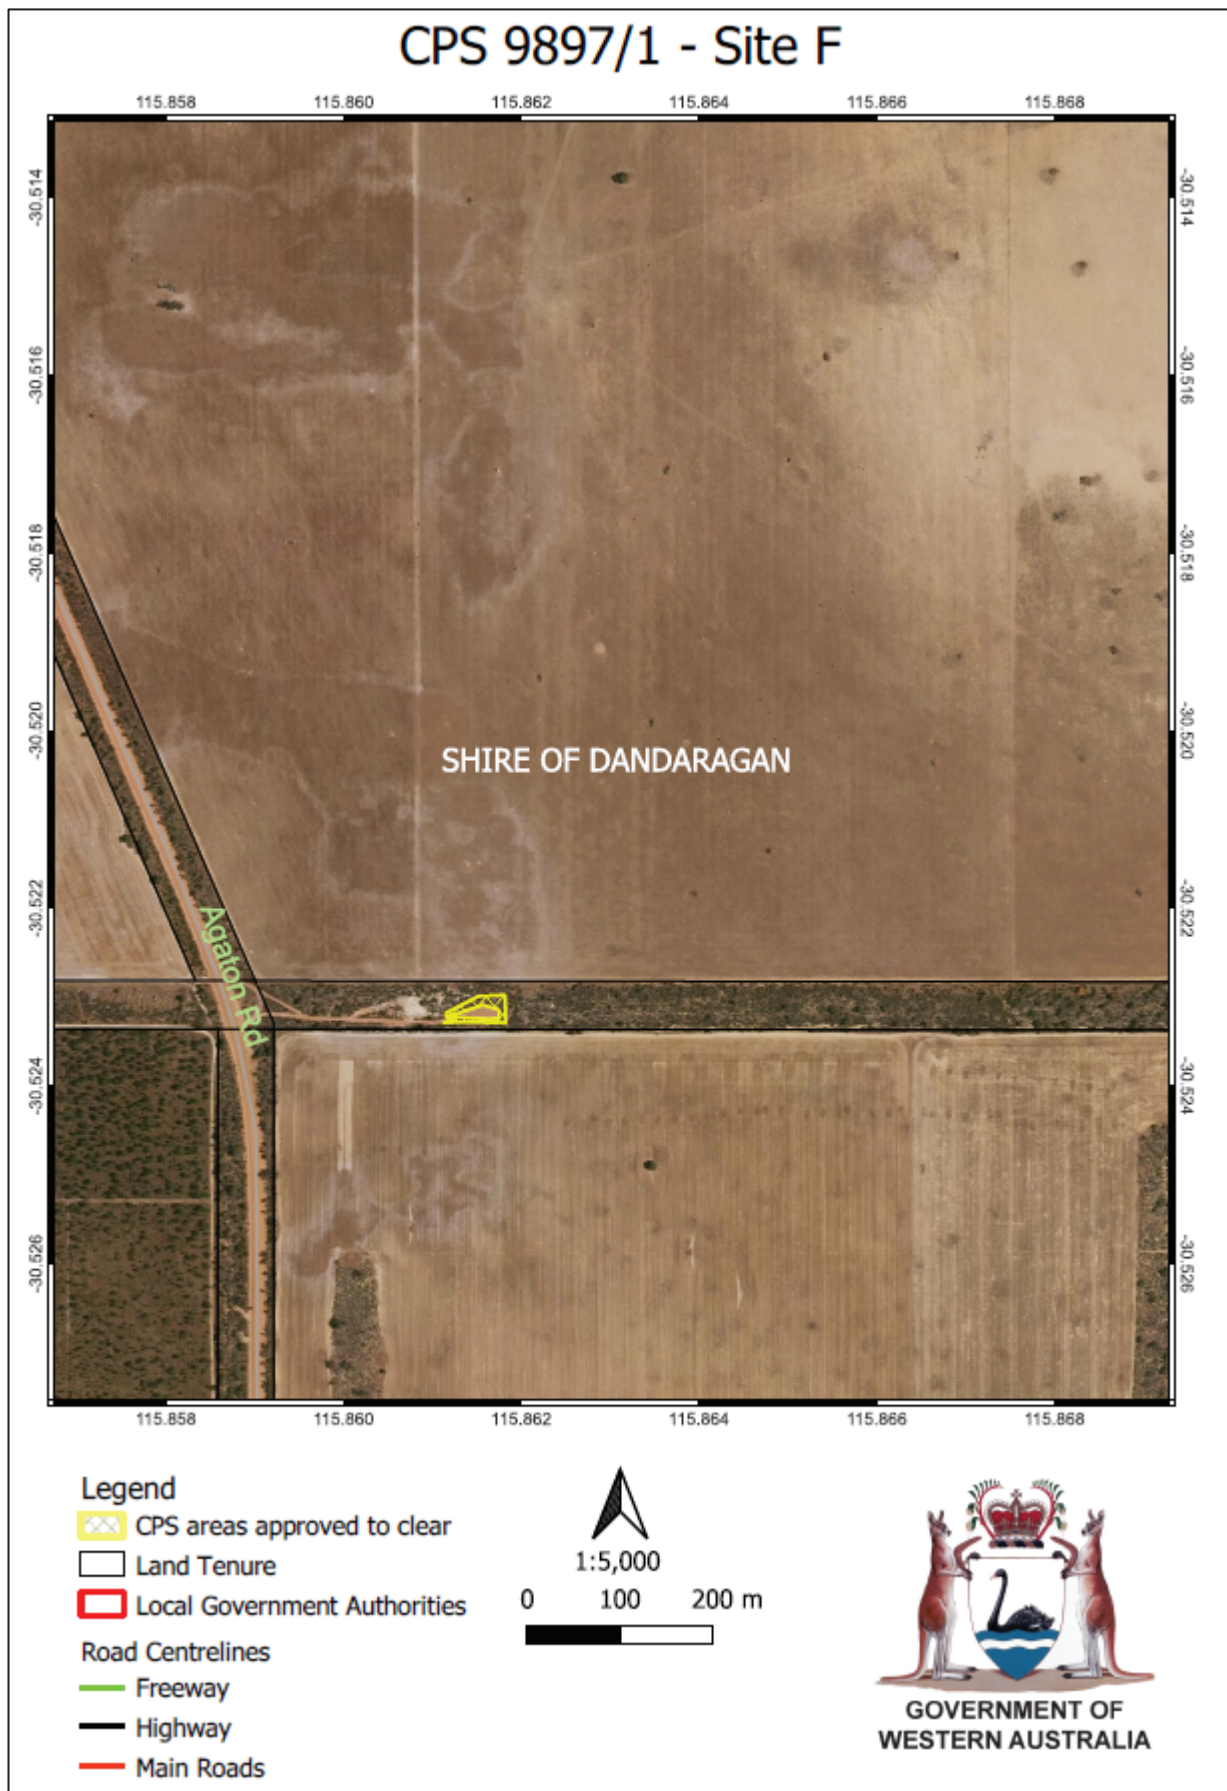 CPS 9897/1 - Site F
115.858 115.860 115.862 115.864 115.866 115.868
-30.514 -30.514
-30.516 -30.516
-30.518 -30.518
-30.520 -30.520
SHIRE OF DANDARAGAN
-30.522 -30.522
Agaton Rd
-30.524 -30.524
-30.526 -30.526
115.858 115.860 115.862 115.864 115.866 115.868
Legend
CPS areas approved to clear
Land Tenure
Local Government Authorities
Road Centrelines
Freeway
Highway
Main Roads
1:5,000
0 100 200 m
GOVERNMENT OF
WESTERN AUSTRALIA